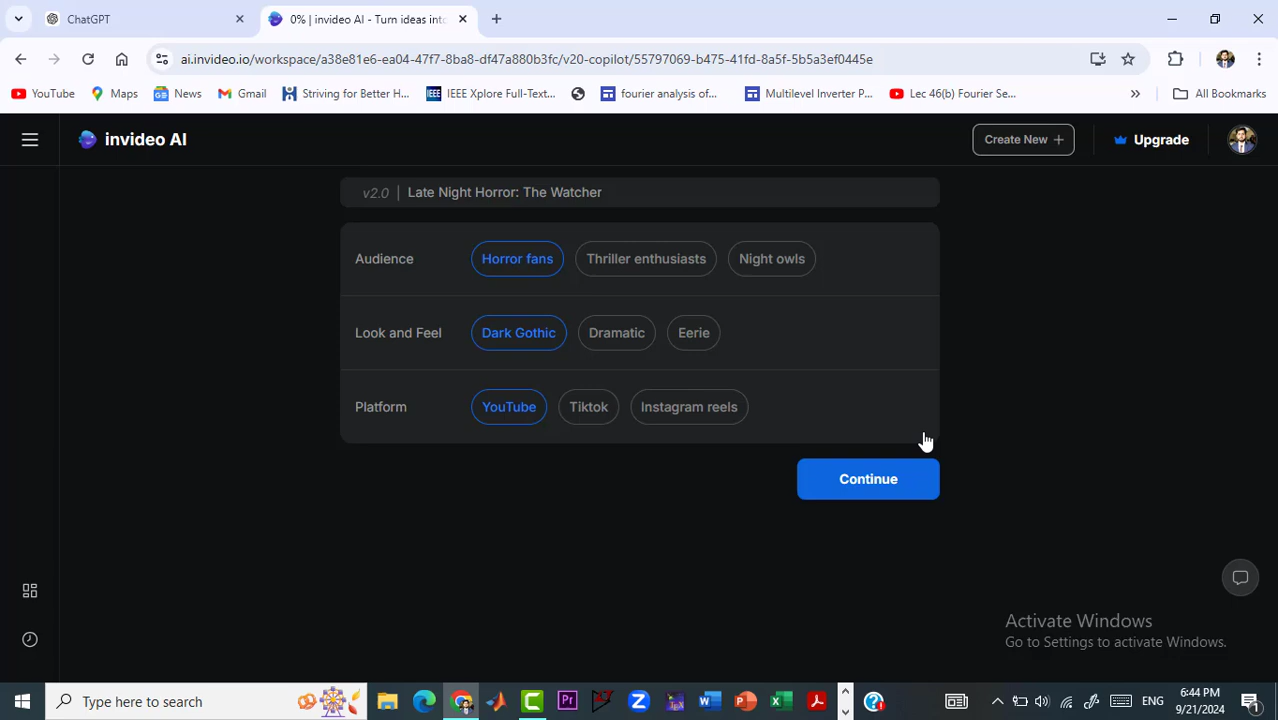 ChatGPT
0% | invideo AI - Turn ideas into
ai.invideo.io/workspace/a38e81e6-ea04-47f7-8ba8-df47a880b3fc/v20-copilot/55797069-b475-41fd-8a5f-5b5a3ef0445e
YouTube
Maps
News
Gmail
Striving for Better H...
IEEE Xplore Full-Text...
fourier analysis of...
Multilevel Inverter P...
Lec 46(b) Fourier Se...
All Bookmarks
invideo AI
Create New +
Upgrade
v2.0 | Late Night Horror: The Watcher
Audience
Horror fans
Thriller enthusiasts
Night owls
Look and Feel
Dark Gothic
Dramatic
Eerie
Platform
YouTube
Tiktok
Instagram reels
Continue
Activate Windows
Go to Settings to activate Windows.
Type here to search
ENG
6:44 PM
9/21/2024